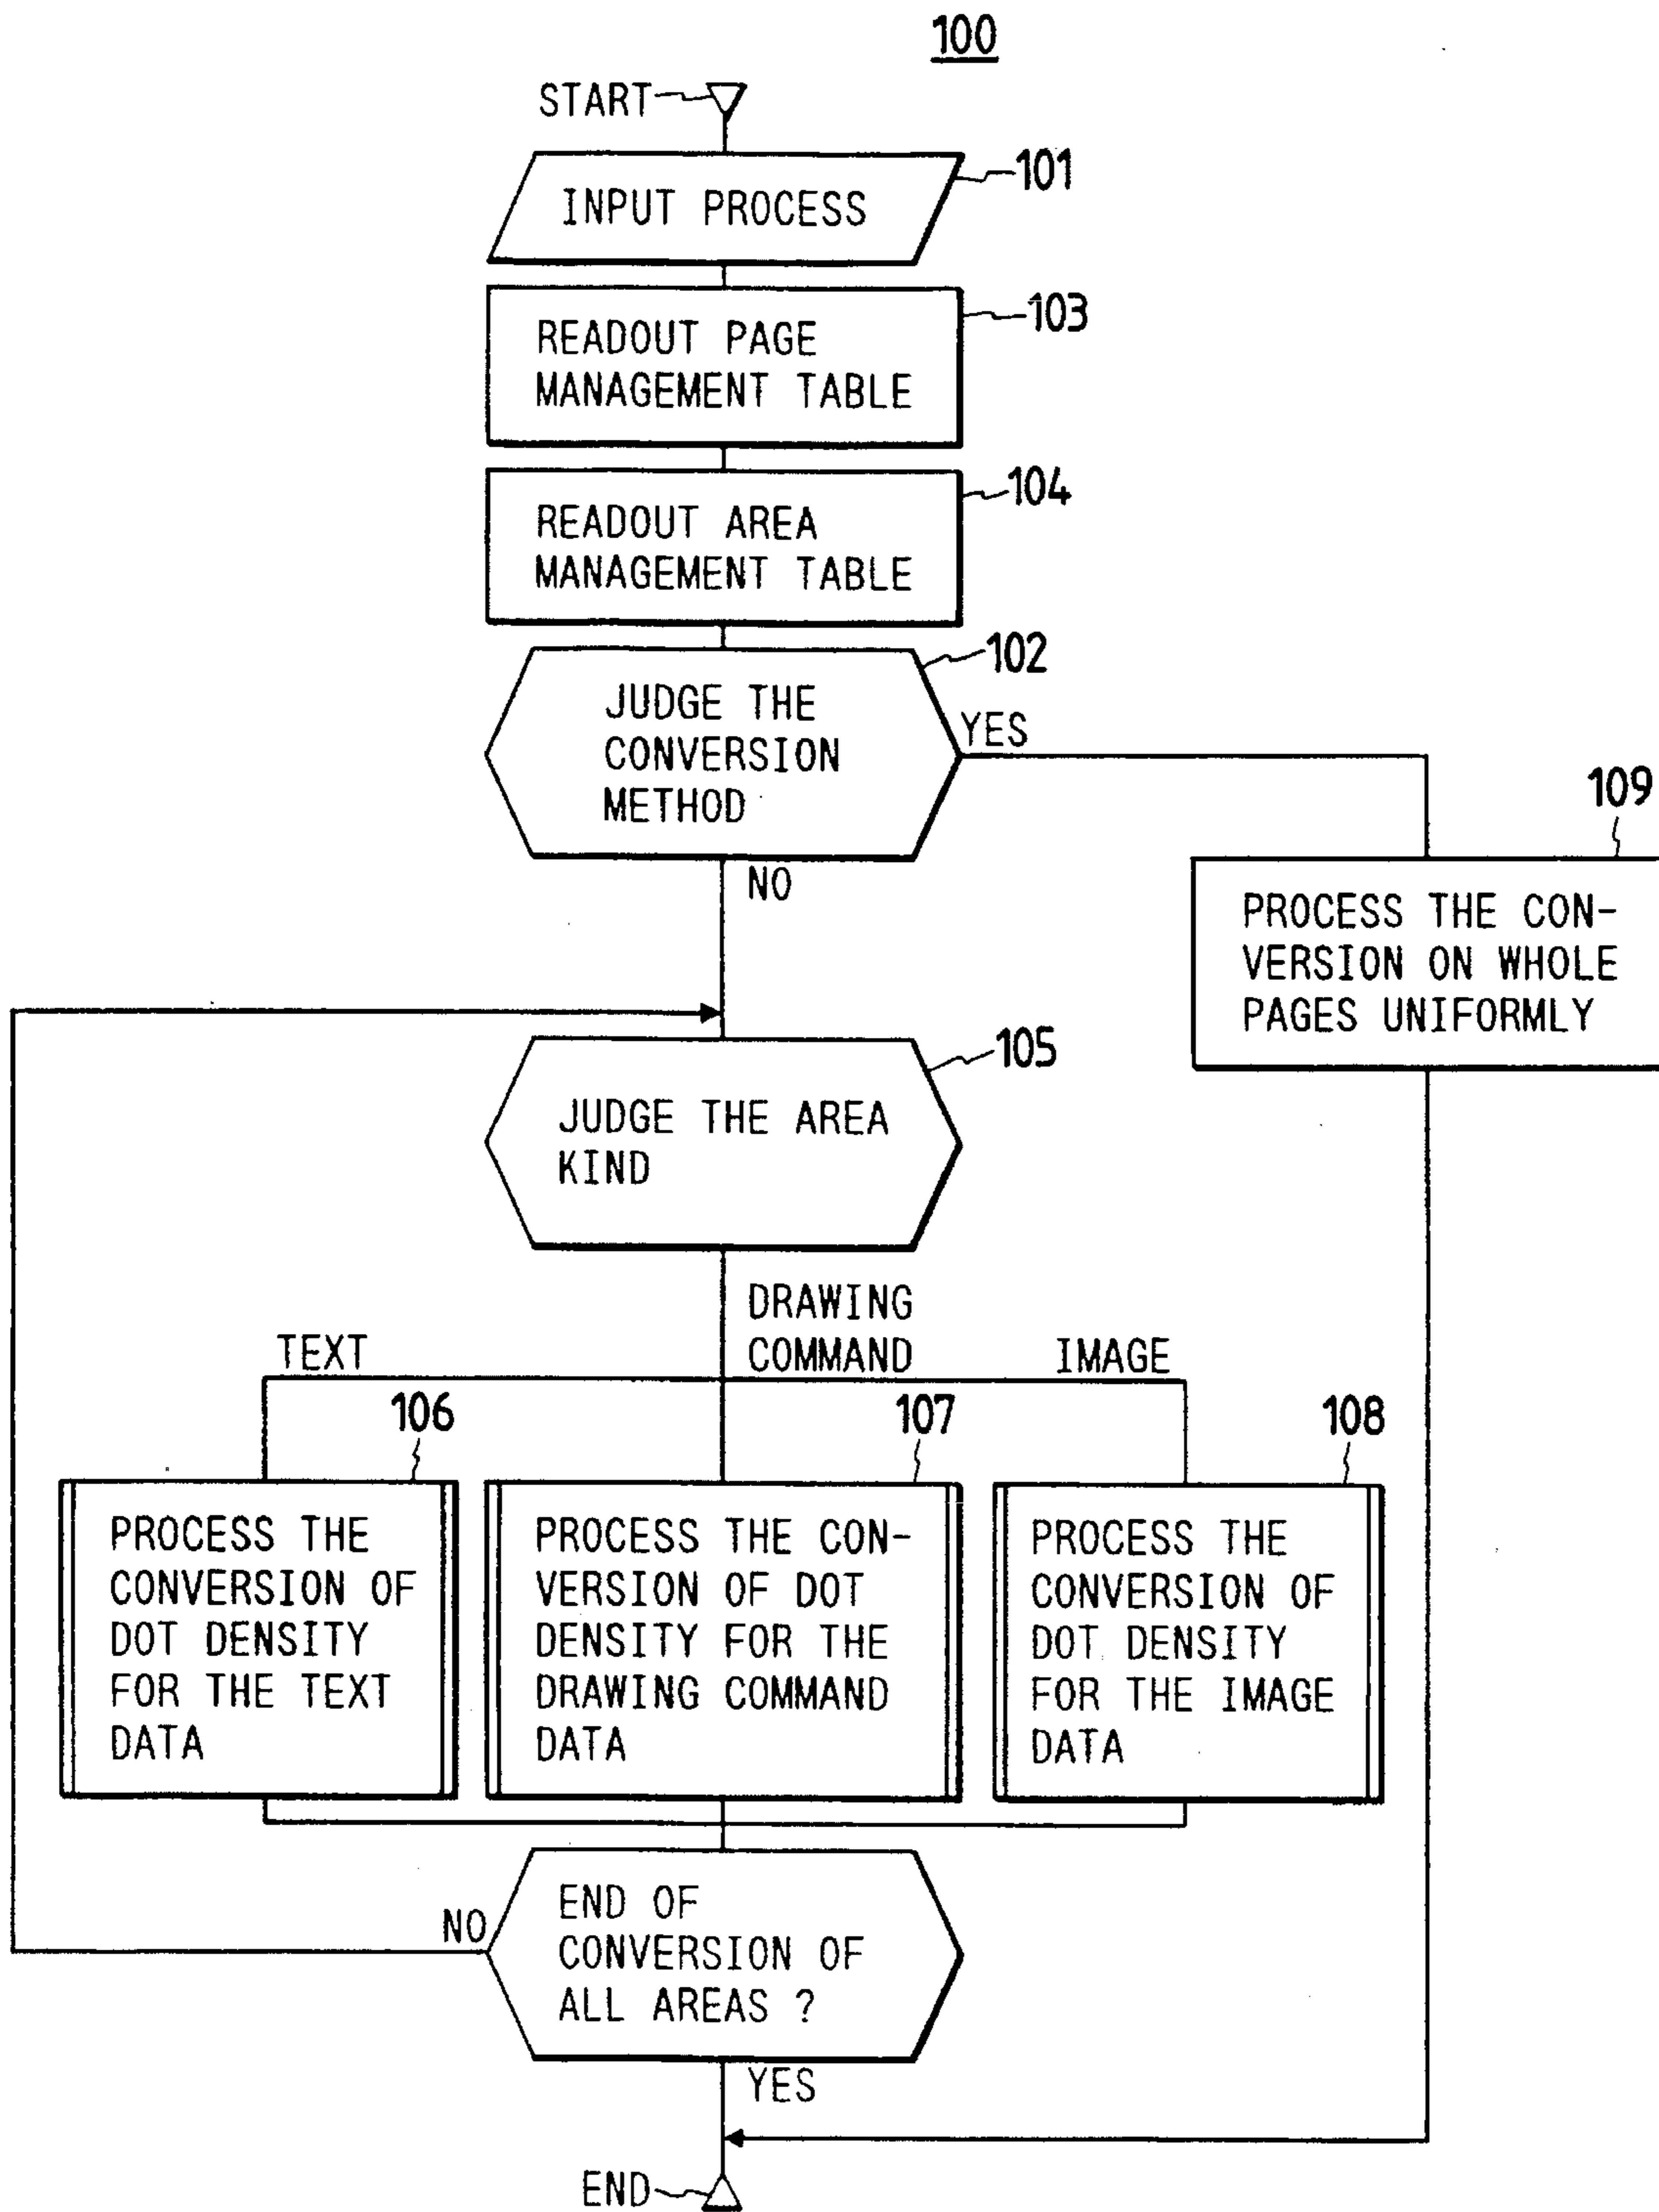 100
START
101
INPUT PROCESS
103
READOUT PAGE
MANAGEMENT TABLE
104
READOUT AREA
MANAGEMENT TABLE
102
JUDGE THE
CONVERSION
METHOD
YES
NO
109
PROCESS THE CON-
VERSION ON WHOLE
PAGES UNIFORMLY
105
JUDGE THE AREA
KIND
DRAWING
COMMAND
TEXT
IMAGE
106
PROCESS THE
CONVERSION OF
DOT DENSITY
FOR THE TEXT
DATA
107
PROCESS THE CON-
VERSION OF DOT
DENSITY FOR THE
DRAWING COMMAND
DATA
108
PROCESS THE
CONVERSION OF
DOT DENSITY
FOR THE IMAGE
DATA
NO
END OF
CONVERSION OF
ALL AREAS ?
YES
END